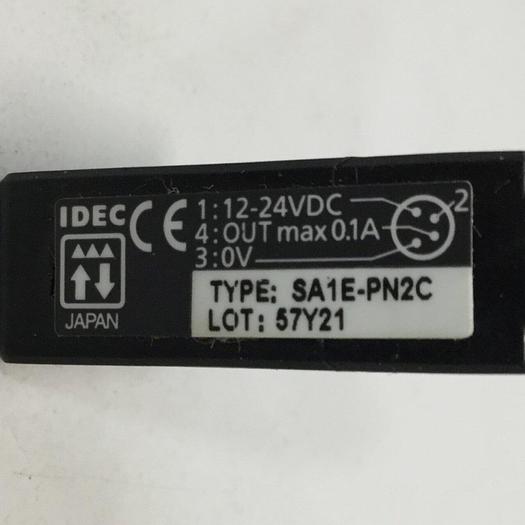 IDEC CE 1:12-24VDC 2
4:OUT max 0.1A
3:0V
JAPAN
TYPE: SA1E-PN2C
LOT: 57Y21